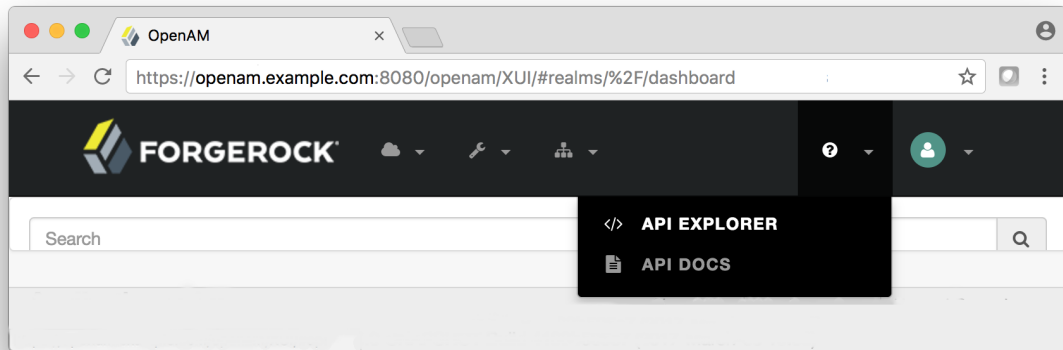 OpenAM
https://openam.example.com:8080/openam/XUI/#realms/%2F/dashboard
FORGEROCK
API EXPLORER
Search
API DOCS